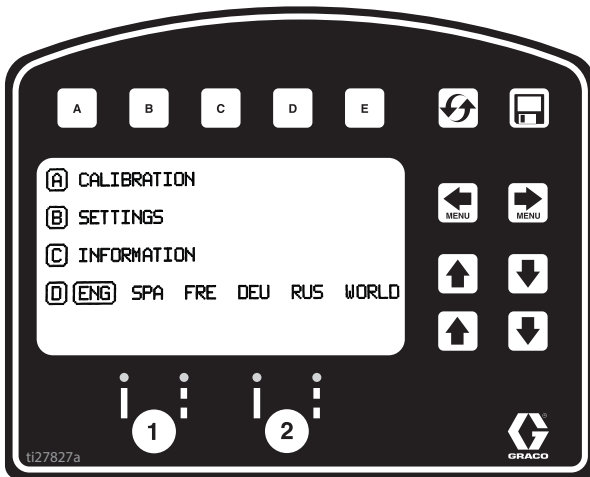 A B C D E
A CALIBRATION
MENU MENU
B SETTINGS
C INFORMATION
D ENG SPA FRE DEU RUS WORLD
1 2
ti27827a
GRACO